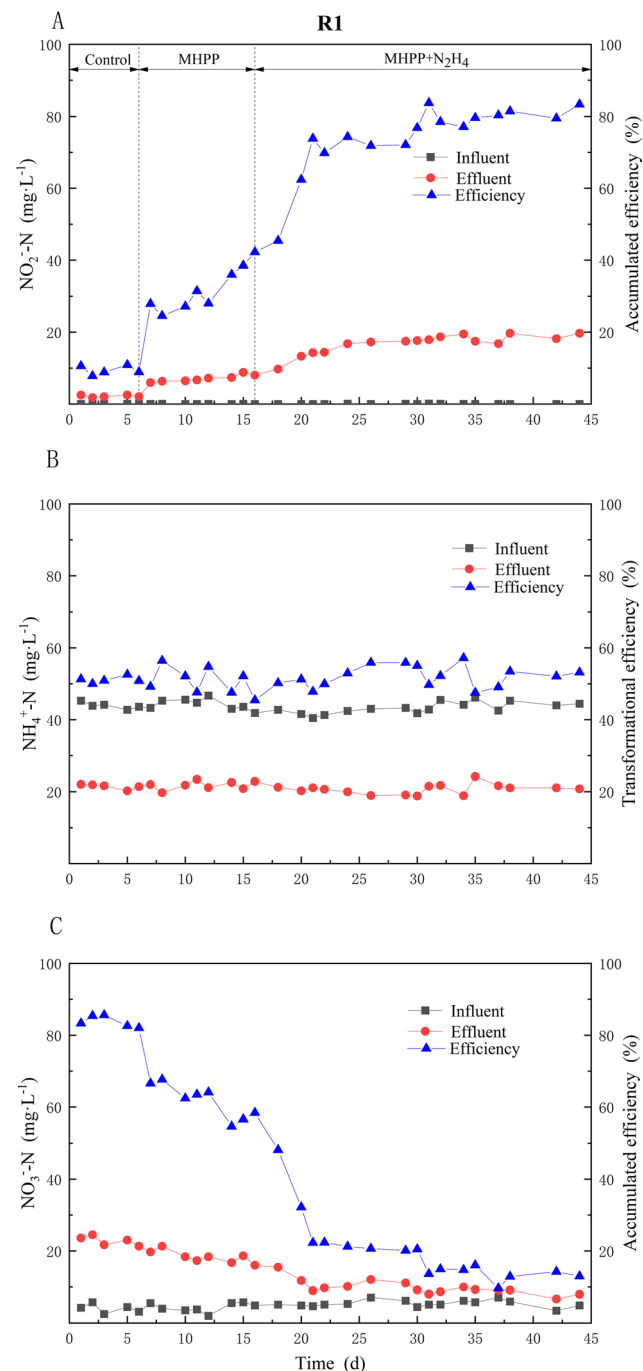 A
R1
Control
MHPP
MHPP+N₂H₄
100
80
60
40
20
NO₂⁻-N (mg·L⁻¹)
100
80
60
40
20
0
Accumulated efficiency (%)
Influent
Effluent
Efficiency
0 5 10 15 20 25 30 35 40 45
B
100
80
60
40
20
NH₄⁺-N (mg·L⁻¹)
100
80
60
40
20
0
Transformational efficiency (%)
Influent
Effluent
Efficiency
0 5 10 15 20 25 30 35 40 45
C
100
80
60
40
20
NO₃⁻-N (mg·L⁻¹)
100
80
60
40
20
0
Accumulated efficiency (%)
Influent
Effluent
Efficiency
0 5 10 15 20 25 30 35 40 45
Time (d)